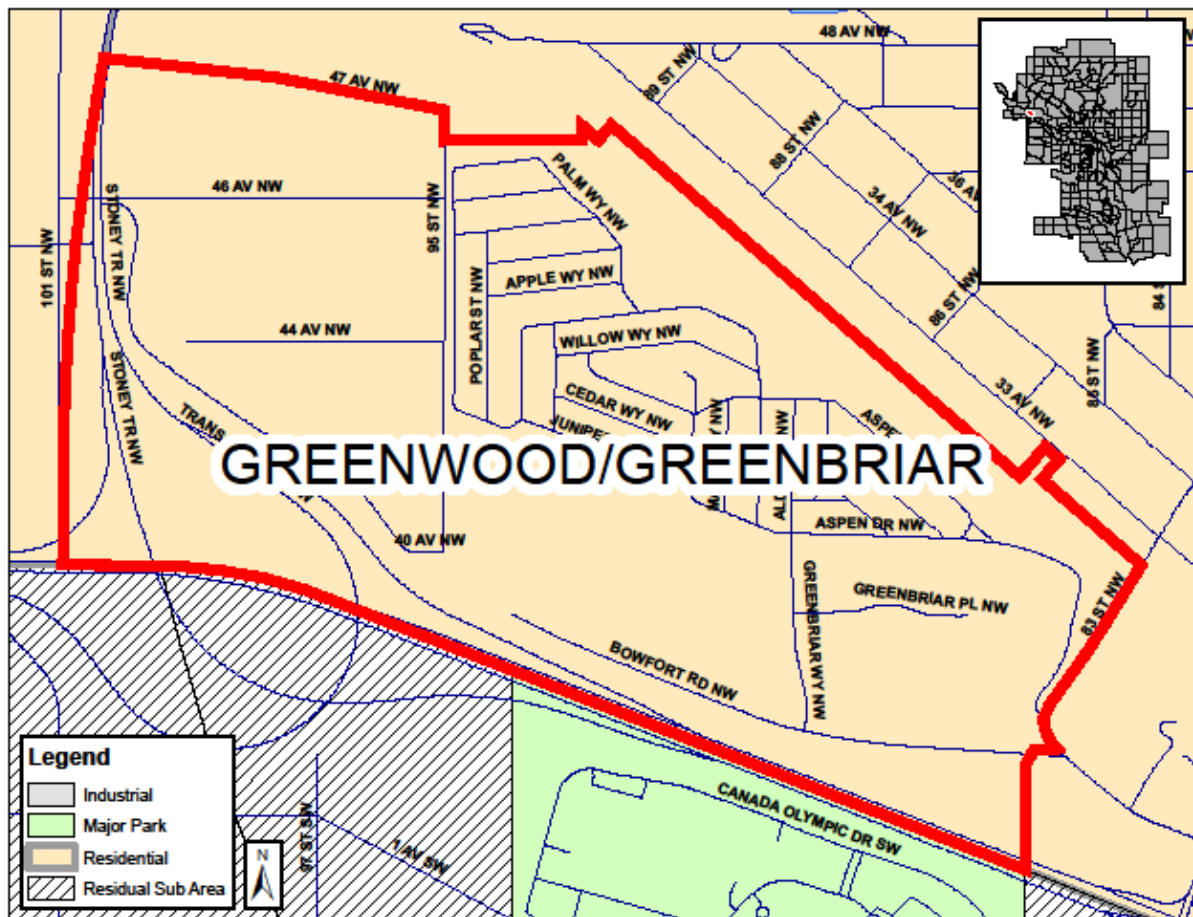 48 AV NW
47 AV NW
89 ST NW
88 ST NW
PALM WY NW
36 AV
34 AV NW
46 AV NW
STONEY TR NW
95 ST NW
101 ST NW
APPLE WY NW
86 ST NW
84 S
44 AV NW
WILLOW WY NW
POPLAR ST NW
STONEY TR NW
CEDAR WY NW
33 AV NW
85 ST NW
TRANS
JUNIPE
ASPEN
GREENWOOD/GREENBRIAR
ASPEN DR NW
40 AV NW
GREENBRIAR PL NW
GREENBRIAR WY NW
83 ST NW
BOWFORT RD NW
CANADA OLYMPIC DR SW
97 ST SW
1 AV SW
Legend
Industrial
Major Park
Residential
Residual Sub Area
N